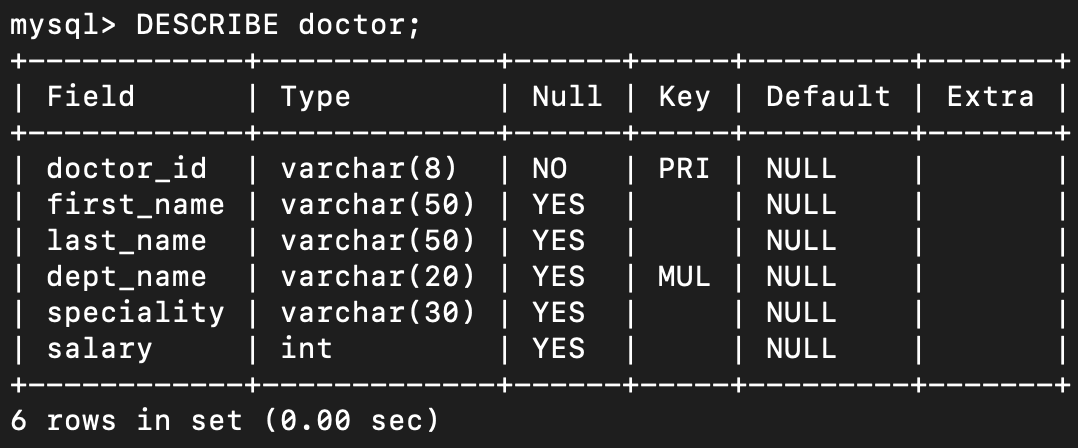 mysql> DESCRIBE doctor;
+------------+-------------+------+-----+---------+-------+
| Field      | Type        | Null | Key | Default | Extra |
+------------+-------------+------+-----+---------+-------+
| doctor_id  | varchar(8)  | NO   | PRI | NULL    |       |
| first_name | varchar(50) | YES  |     | NULL    |       |
| last_name  | varchar(50) | YES  |     | NULL    |       |
| dept_name  | varchar(20) | YES  | MUL | NULL    |       |
| speciality | varchar(30) | YES  |     | NULL    |       |
| salary     | int         | YES  |     | NULL    |       |
+------------+-------------+------+-----+---------+-------+
6 rows in set (0.00 sec)